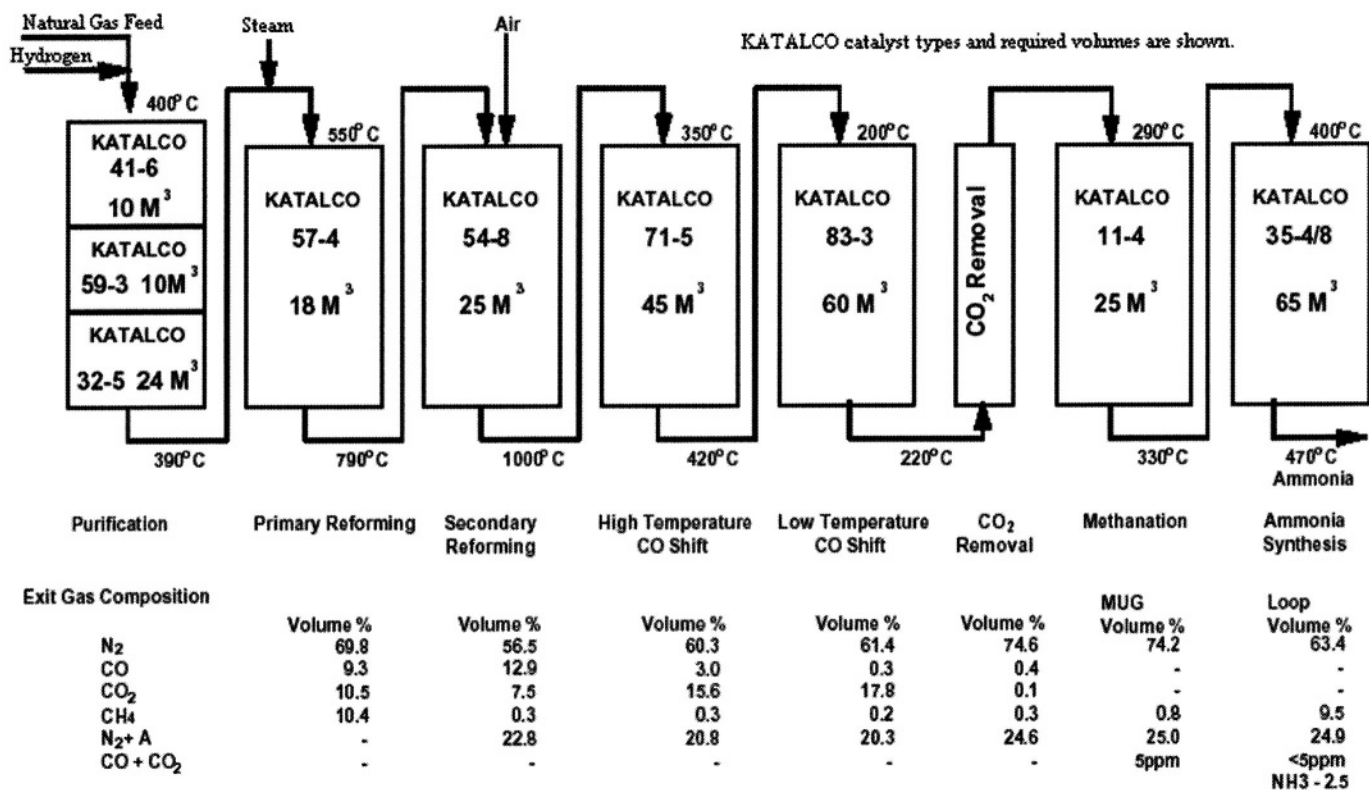 Natural Gas Feed
Hydrogen
Steam
Air
KATALCO catalyst types and required volumes are shown.
400°C
550°C
350°C
200°C
290°C
400°C
KATALCO
41-6
10 M³
KATALCO
59-3 10M³
KATALCO
32-5 24 M³
KATALCO
57-4
18 M³
KATALCO
54-8
25 M³
KATALCO
71-5
45 M³
KATALCO
83-3
60 M³
CO₂ Removal
KATALCO
11-4
25 M³
KATALCO
35-4/8
65 M³
390°C
790°C
1000°C
420°C
220°C
330°C
470°C
Ammonia
Purification
Primary Reforming
Secondary
Reforming
High Temperature
CO Shift
Low Temperature
CO Shift
CO₂
Removal
Methanation
Ammonia
Synthesis
Exit Gas Composition
MUG Loop
Volume % Volume % Volume % Volume % Volume % Volume % Volume %
N₂ 69.8 56.5 60.3 61.4 74.6 74.2 63.4
CO 9.3 12.9 3.0 0.3 0.4 - -
CO₂ 10.5 7.5 15.6 17.8 0.1 - -
CH₄ 10.4 0.3 0.3 0.2 0.3 0.8 9.5
N₂+ A - 22.8 20.8 20.3 24.6 25.0 24.9
CO + CO₂ - - - - - 5ppm <5ppm
NH3 - 2.5